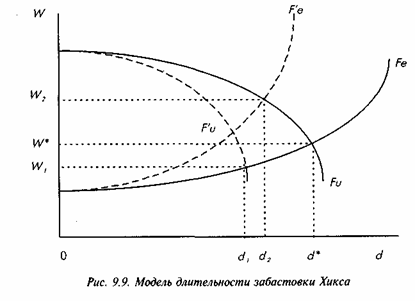 W
F'e
Fe
W₂
F'u
W*
W₁
Fu
0
d₁
d₂
d*
d
Рис. 9.9. Модель длительности забастовки Хикса